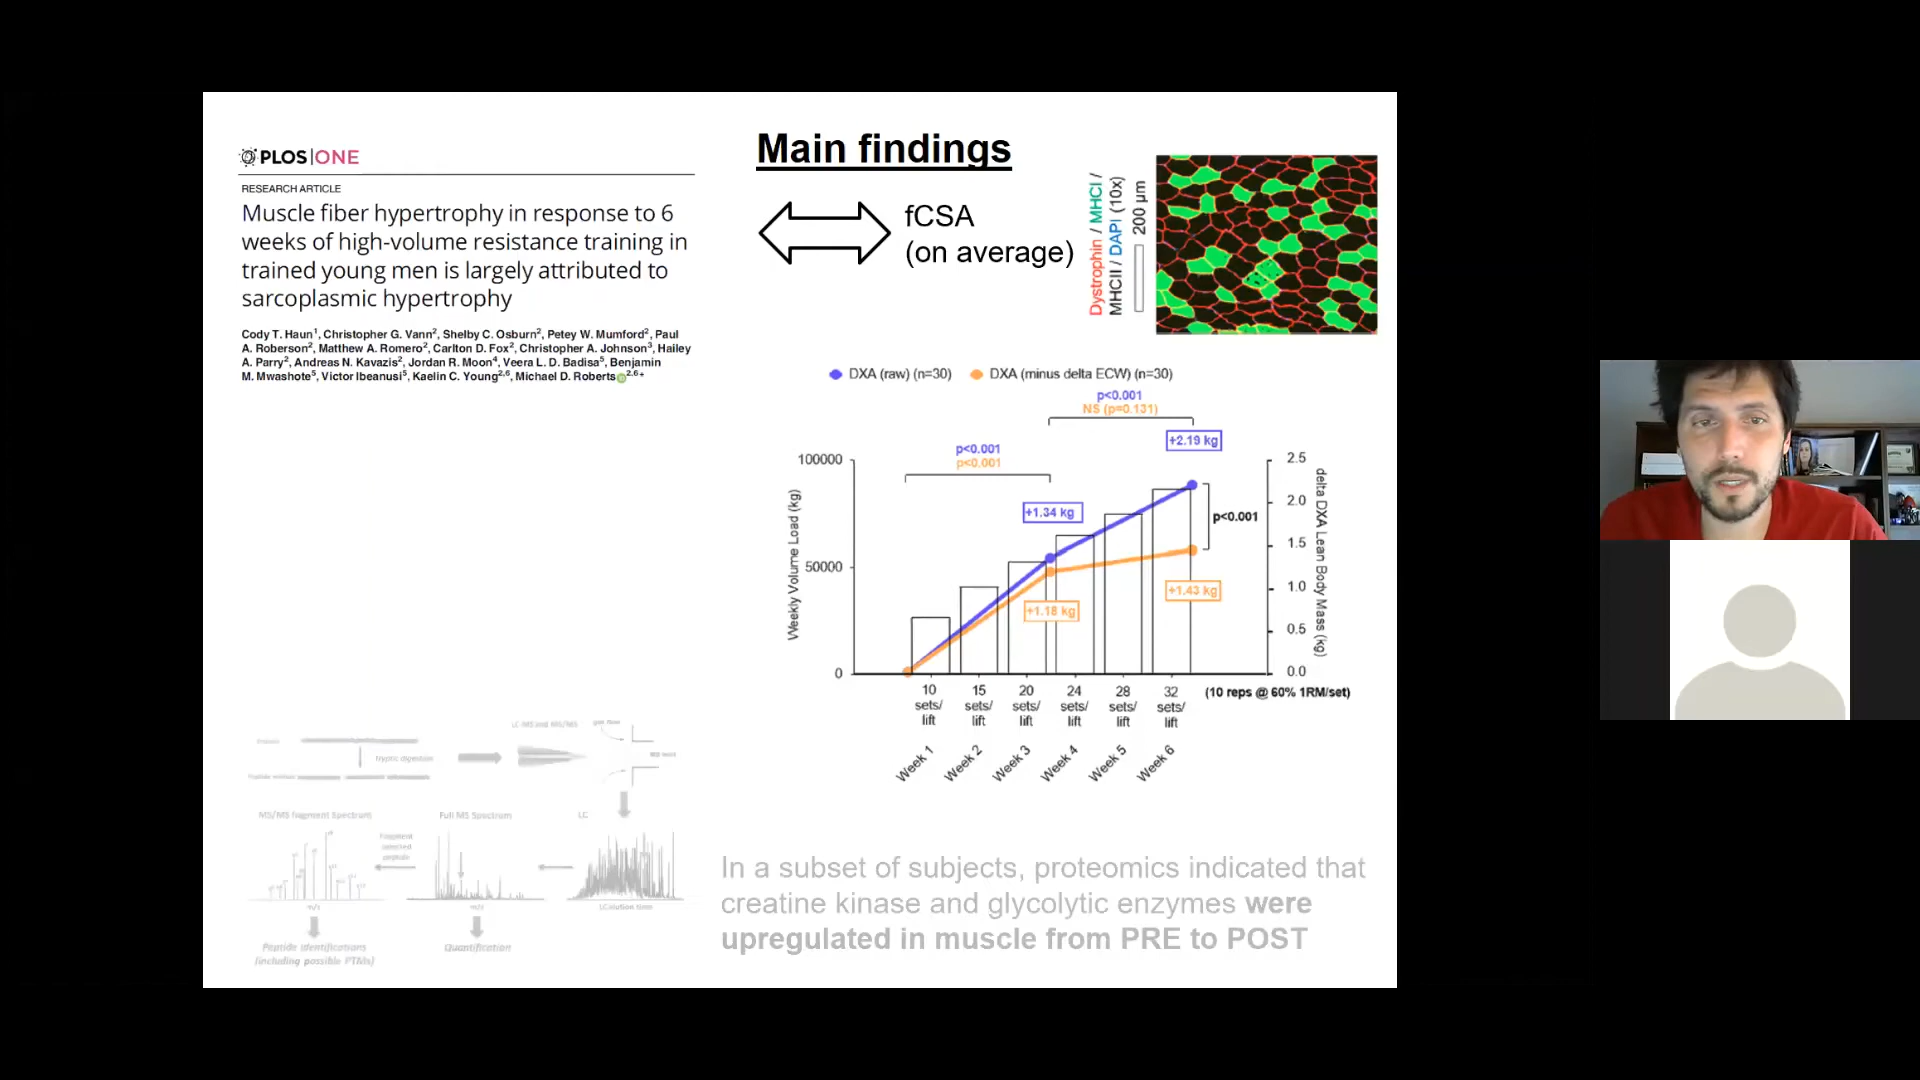 PLOS|ONE
RESEARCH ARTICLE
Muscle fiber hypertrophy in response to 6
weeks of high-volume resistance training in
trained young men is largely attributed to
sarcoplasmic hypertrophy
Cody T. Haun1, Christopher G. Vann2, Shelby C. Osburn2, Petey W. Mumford2, Paul
A. Roberson2, Matthew A. Romero2, Carlton D. Fox2, Christopher A. Johnson3, Hailey
A. Parry2, Andreas N. Kavazis2, Jordan R. Moon4, Veera L. D. Badisa5, Benjamin
M. Mwashote5, Victor Ibeanusi5, Kaelin C. Young2,6, Michael D. Roberts2,6*
Main findings
fCSA
(on average)
Dystrophin / MHCI /
MHCII / DAPI (10x)
200 µm
DXA (raw) (n=30)
DXA (minus delta ECW) (n=30)
p<0.001
NS (p=0.131)
p<0.001
p<0.001
+2.19 kg
+1.34 kg
p<0.001
+1.18 kg
+1.43 kg
Weekly Volume Load (kg)
100000
50000
0
delta DXA Lean Body Mass (kg)
2.5
2.0
1.5
1.0
0.5
0.0
10 sets/ lift
15 sets/ lift
20 sets/ lift
24 sets/ lift
28 sets/ lift
32 sets/ lift
(10 reps @ 60% 1RM/set)
Week 1
Week 2
Week 3
Week 4
Week 5
Week 6
tryptic digestion
LC-MS and MS/MS
MS/MS fragment Spectrum
Full MS Spectrum
LC
Fragment
selected
peptide
m/z
m/z
Peptide identifications
(including possible PTMs)
Quantification
In a subset of subjects, proteomics indicated that
creatine kinase and glycolytic enzymes were
upregulated in muscle from PRE to POST